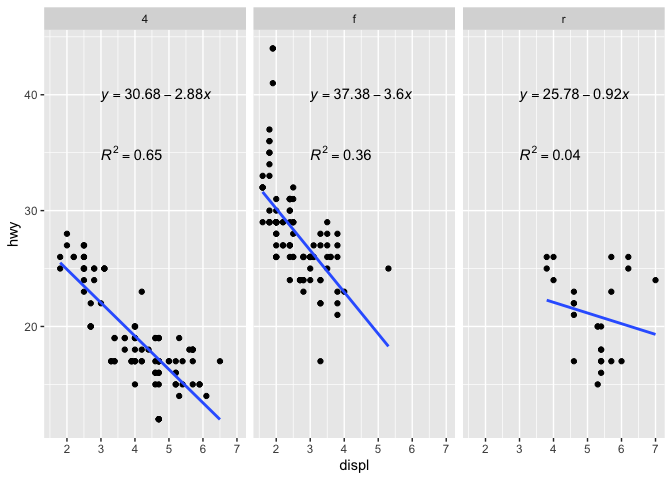 4 f r
y = 30.68 − 2.88x y = 37.38 − 3.6x y = 25.78 − 0.92x
R² = 0.65 R² = 0.36 R² = 0.04
40
30
20
hwy
2 3 4 5 6 7 2 3 4 5 6 7 2 3 4 5 6 7
displ